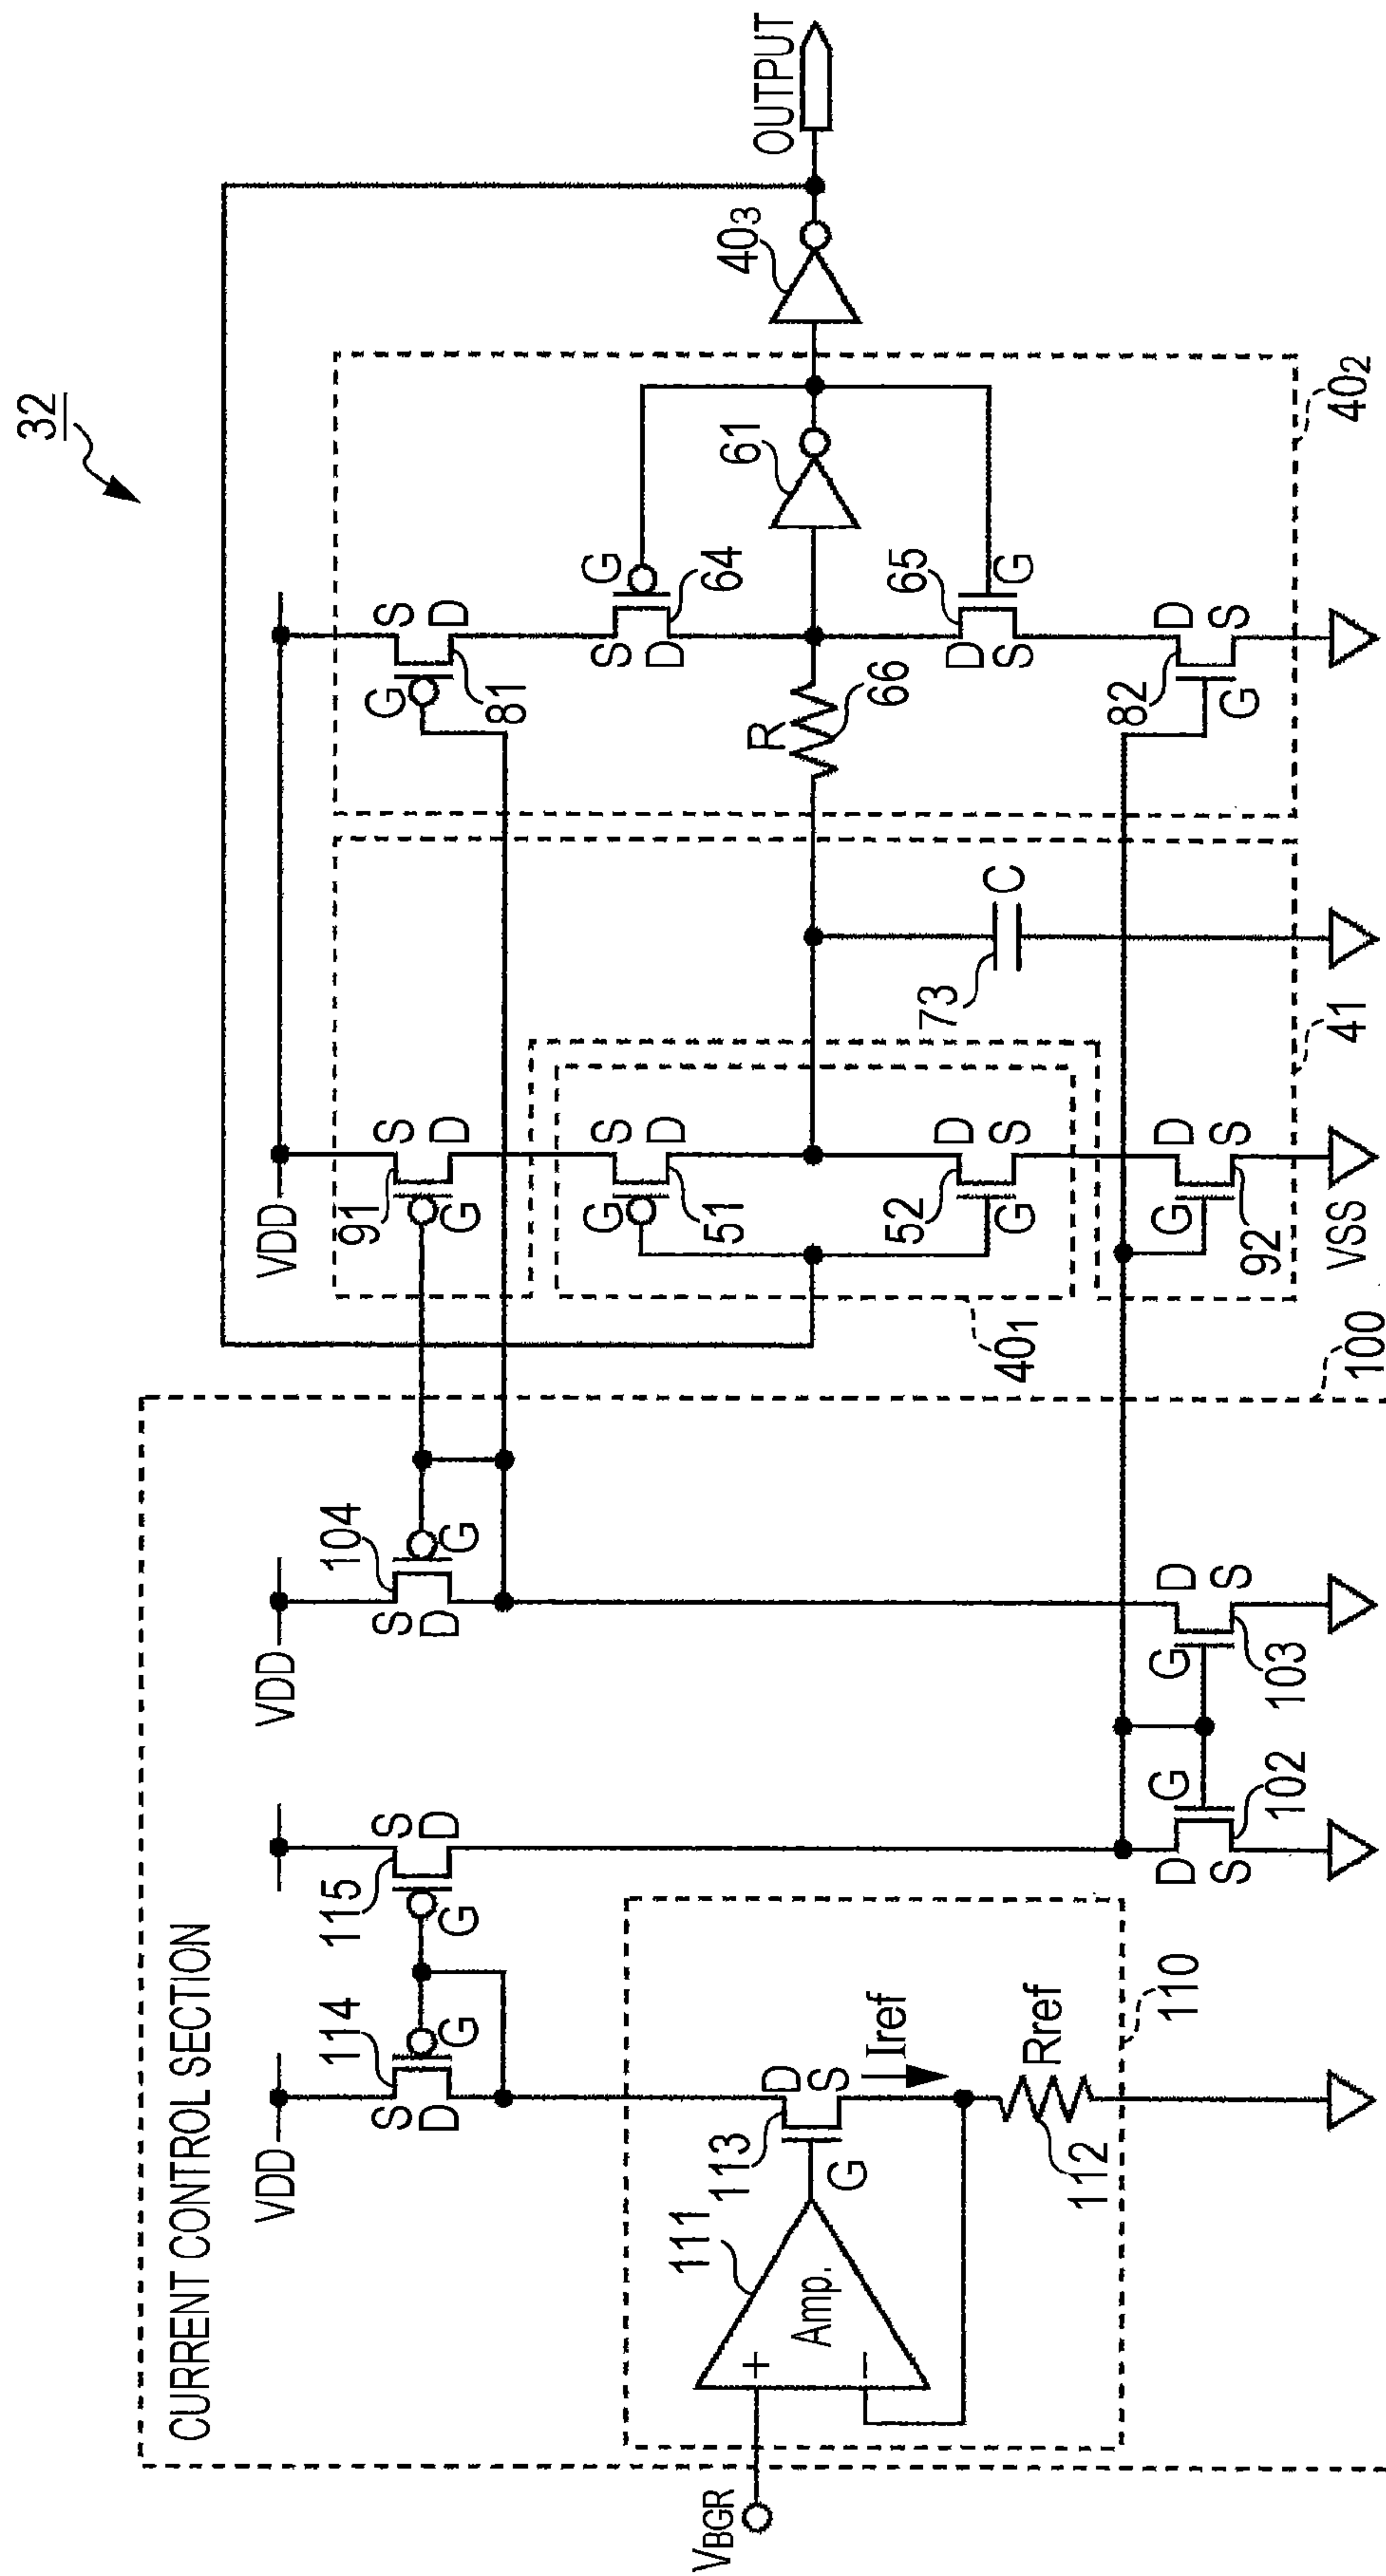 32
CURRENT CONTROL SECTION
VDD
VDD
VDD
114
S
D
G
115
S
D
G
104
S
D
G
91
S
D
G
81
S
D
G
G
51
S
D
64
S
D
G
61
40₃
OUTPUT
V_BGR
111
Amp.
+
−
113
D
S
G
Iref
Rref
112
110
R
66
52
D
S
G
65
D
S
G
73
C
40₁
102
D
S
G
103
D
S
G
92
D
S
G
82
D
S
G
VSS
100
41
40₂